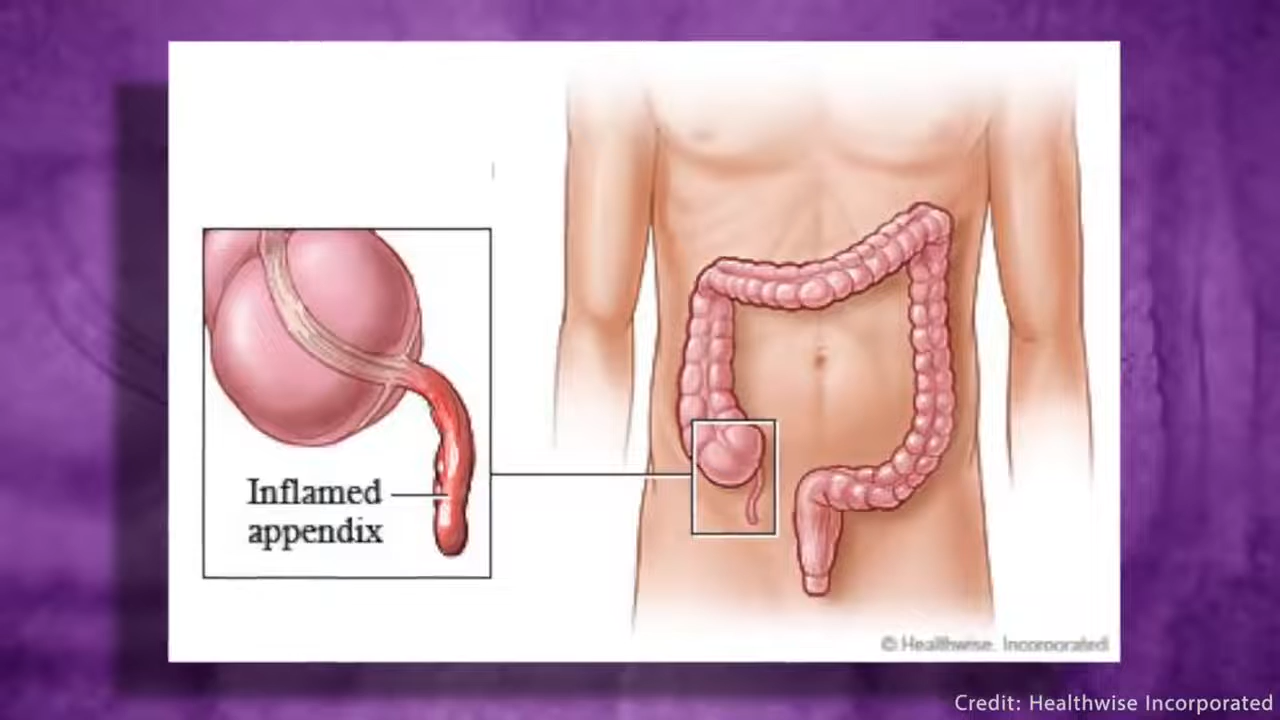 Inflamed
appendix
© Healthwise, Incorporated
Credit: Healthwise Incorporated